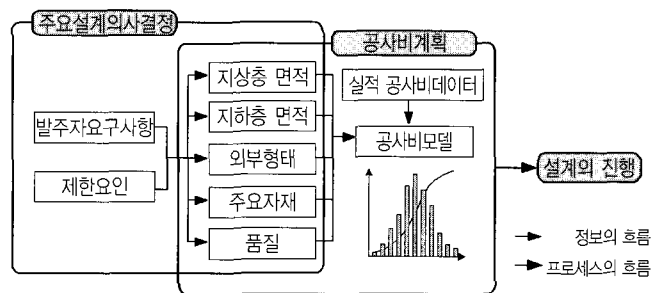 주요설계의사결정
공사비계획
지상층 면적
실적 공사비데이터
지하층 면적
발주자요구사항
공사비모델
외부형태
설계의 진행
제한요인
주요자재
정보의 흐름
품질
프로세스의 흐름